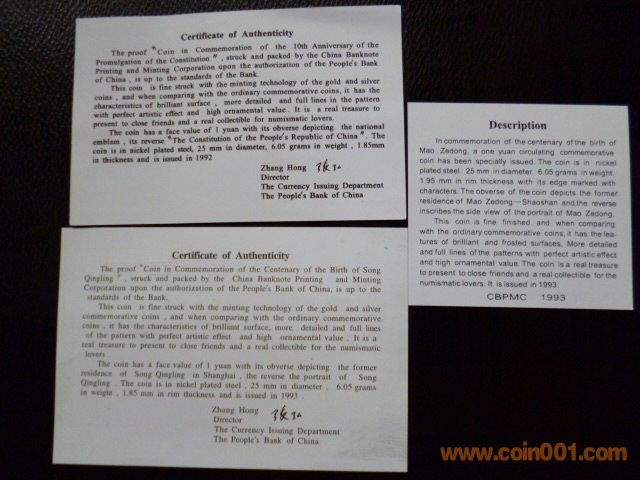 Certificate of Authenticity
The proof "Coin in Commemoration of the 10th Anniversary of the
Promulgation of the Constitution", struck and packed by the China Banknote
Printing and Minting Corporation upon the authorization of the People's Bank
of China , is up to the standards of the Bank.
This coin is fine struck with the minting technology of the gold and silver
coins, and when comparing with the ordinary commemorative coins, it has the
characteristics of brilliant surface , more detailed and full lines in the pattern
with perfect artistic effect and high ornamental value . It is a real treasure to
present to close friends and a real collectible for numismatic lovers.
The coin has a face value of 1 yuan with its obverse depicting the national
emblem , its reverse "The Constitution of the People's Republic of China". The
coin is in nickel plated steel, 25 mm in diameter, 6.05 grams in weight, 1.85mm
in thickness and is issued in 1992
Zhang Hong
Director
The Currency Issuing Department
The People's Bank of China
Description
In commemoration of the centenary of the birth of
Mao Zedong, a one yuan circulating commemorative
coin has been specially issued. The coin is in nickel
plated steel. 25 mm in diameter. 6.05 grams in weight.
1.95 mm in rim thickness with its edge marked with
characters. The obverse of the coin depicts the former
residence of Mao Zedong—Shaoshan and the reverse
inscribes the side view of the portrait of Mao Zedong.
This coin is fine finished and when comparing
with the ordinary commemorative coins, it has the fea-
tures of brilliant and frosted surfaces, More detailed
and full lines of the patterns with perfect artistic effect
and high ornamental value. The coin is a real treasure
to present to close friends and a real collectible for the
numismatic lovers. It is issued in 1993.
CBPMC 1993
Certificate of Authenticity
The proof "Coin in Commemoration of the Centenary of the Birth of Song
Qingling", struck and packed by the China Banknote Printing and Minting
Corporation upon the authorization of the People's Bank of China, is up to the
standards of the Bank.
This coin is fine struck with the minting technology of the gold and silver
commemorative coins , and when comparing with the ordinary commemorative
coins , it has the characteristics of brilliant surface, more detailed and full lines
of the pattern with perfect artistic effect and high ornamental value . It is a
real treasure to present to close friends and a real collectible for the numismatic
lovers .
The coin has a face value of 1 yuan with its obverse depicting the former
residence of Song Qingling in Shanghai , the reverse the portrait of Song
Qingling . The coin is in nickel plated steel , 25 mm in diameter , 6.05 grams
in weight , 1.85 mm in rim thickness and is issued in 1993 .
Zhang Hong
Director
The Currency Issuing Department
The People's Bank of China
www.coin001.com